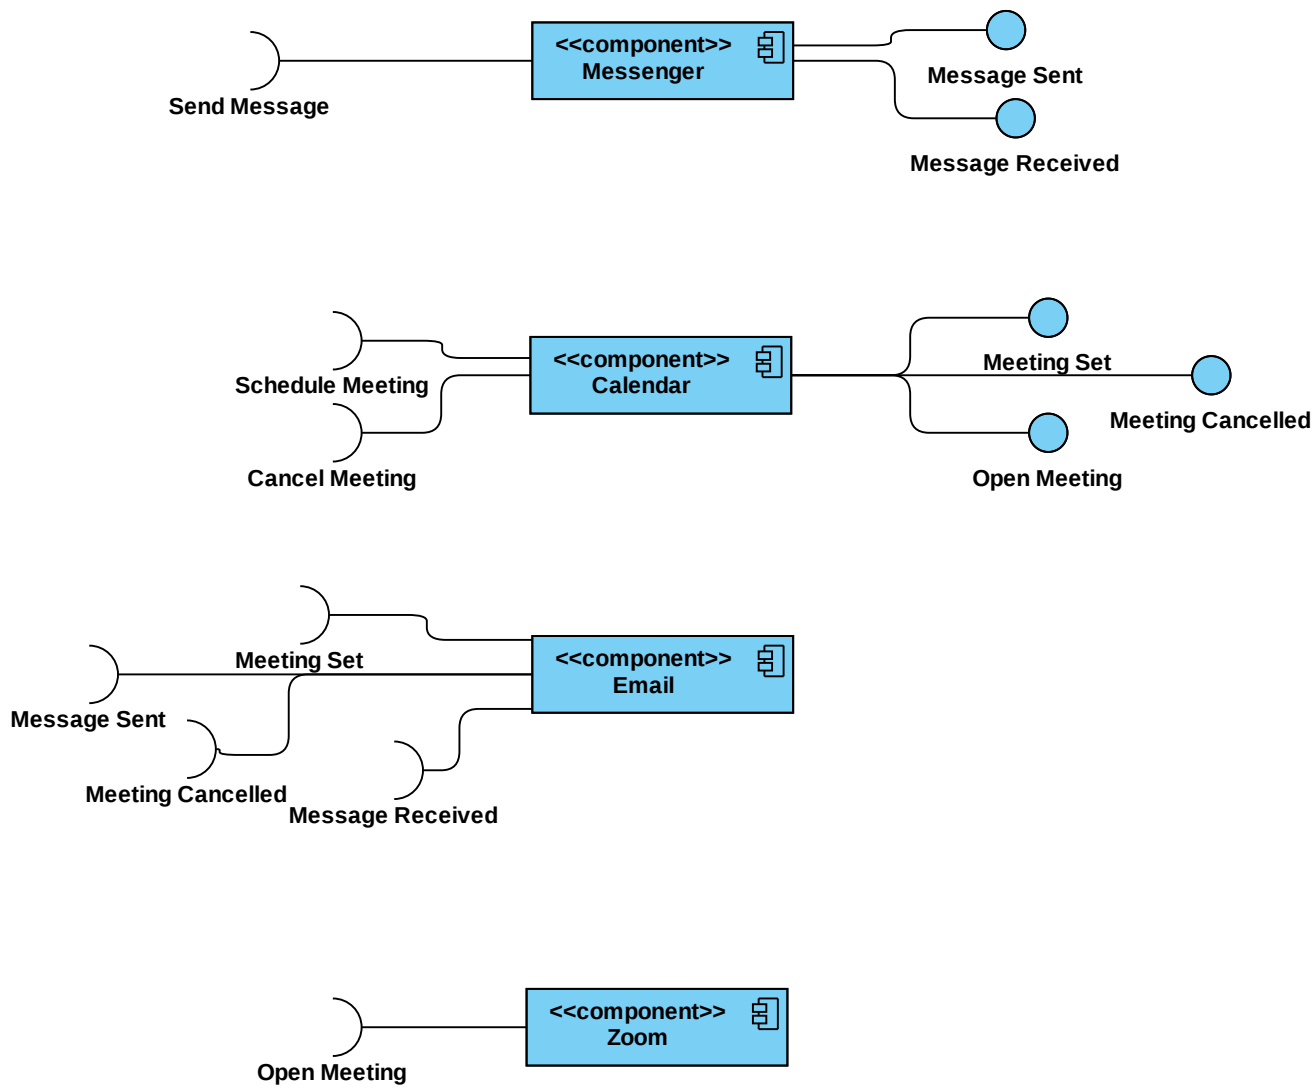 <<component>>
Messenger
Message Sent
Send Message
Message Received
<<component>>
Calendar
Meeting Set
Schedule Meeting
Meeting Cancelled
Cancel Meeting
Open Meeting
<<component>>
Email
Meeting Set
Message Sent
Meeting Cancelled
Message Received
<<component>>
Zoom
Open Meeting